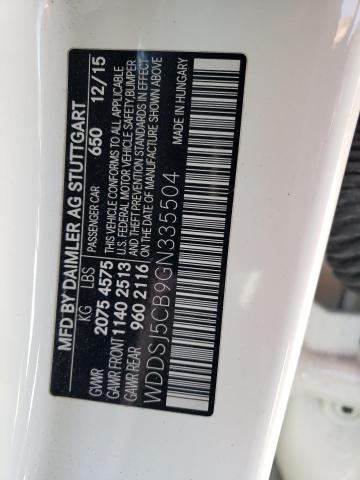 MFD BY DAIMLER AG STUTTGART
KG LBS PASSENGER CAR 650 12/15
GVWR 2075 4575 THIS VEHICLE CONFORMS TO ALL APPLICABLE
GAWR FRONT 1140 2513 U.S. FEDERAL MOTOR VEHICLE SAFETY, BUMPER
GAWR REAR 960 2116 AND THEFT PREVENTION STANDARDS IN EFFECT
ON THE DATE OF MANUFACTURE SHOWN ABOVE
WDDSJ5CB9GN335504 MADE IN HUNGARY